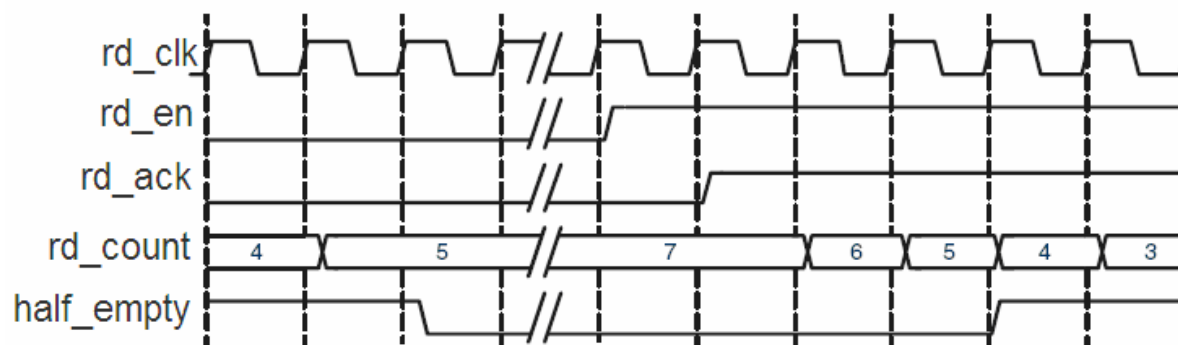 rd_clk
rd_en
rd_ack
rd_count 4 5 7 6 5 4 3
half_empty